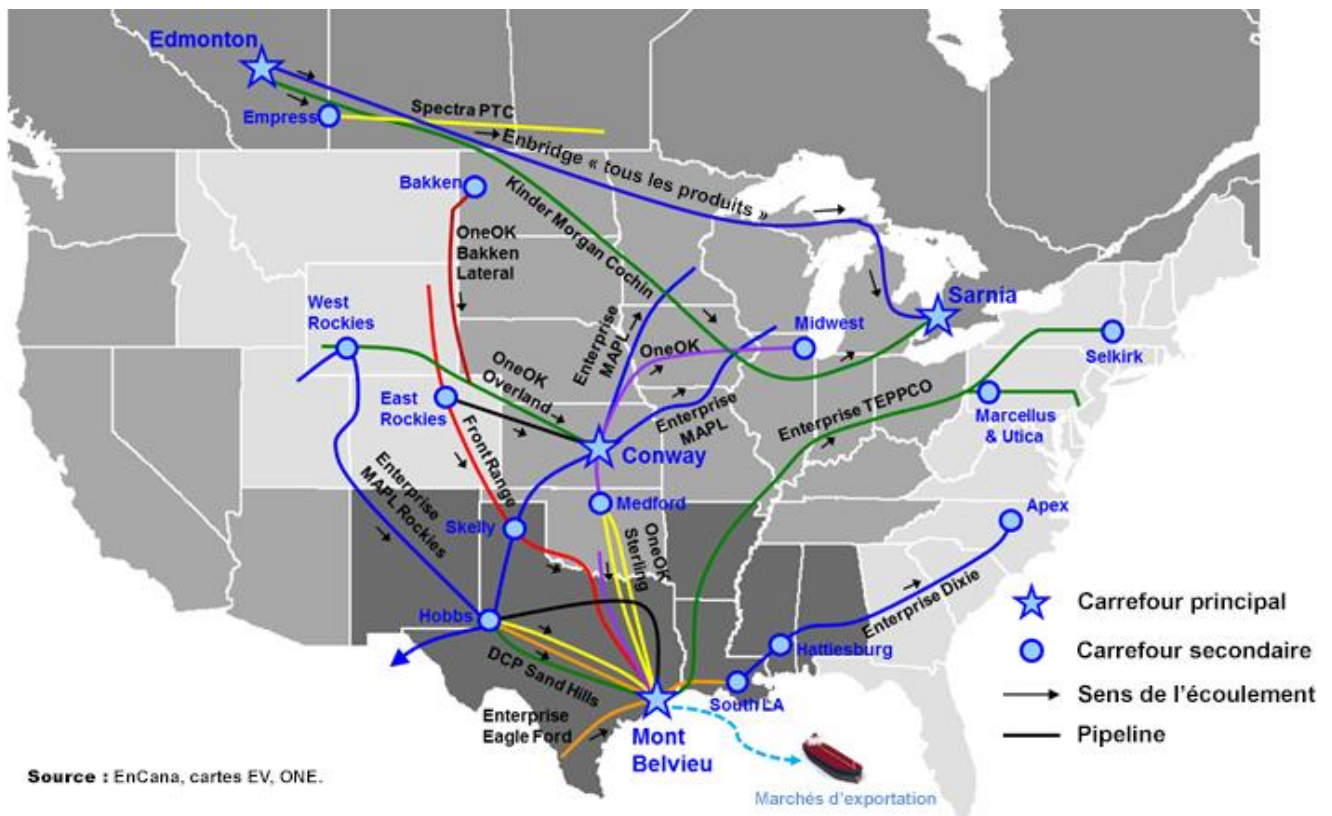 Edmonton
Empress
Spectra PTC
Enbridge « tous les produits »
Kinder Morgan Cochin
Bakken
OneOK
Bakken
Lateral
West
Rockies
Sarnia
Midwest
Selkirk
Enterprise
MAPL
OneOK
OneOK
Overland
East
Rockies
Enterprise
MAPL
Enterprise TEPPCO
Marcellus
& Utica
Conway
Front Range
Enterprise
MAPL Rockies
Medford
Skelly
OneOK
Sterling
Apex
Enterprise Dixie
Hobbs
DCP Sand Hills
Hattiesburg
South LA
Enterprise
Eagle Ford
Mont
Belvieu
Marchés d'exportation
Carrefour principal
Carrefour secondaire
Sens de l'écoulement
Pipeline
Source : EnCana, cartes EV, ONE.